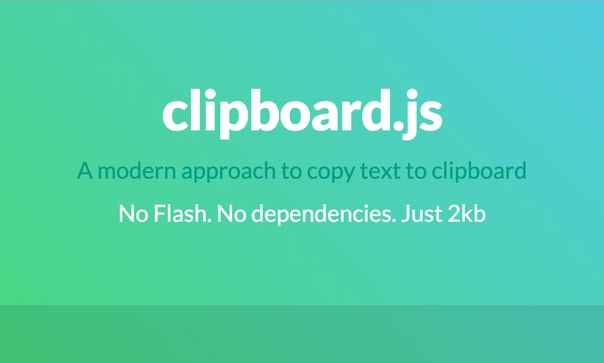 clipboard.js
A modern approach to copy text to clipboard
No Flash. No dependencies. Just 2kb